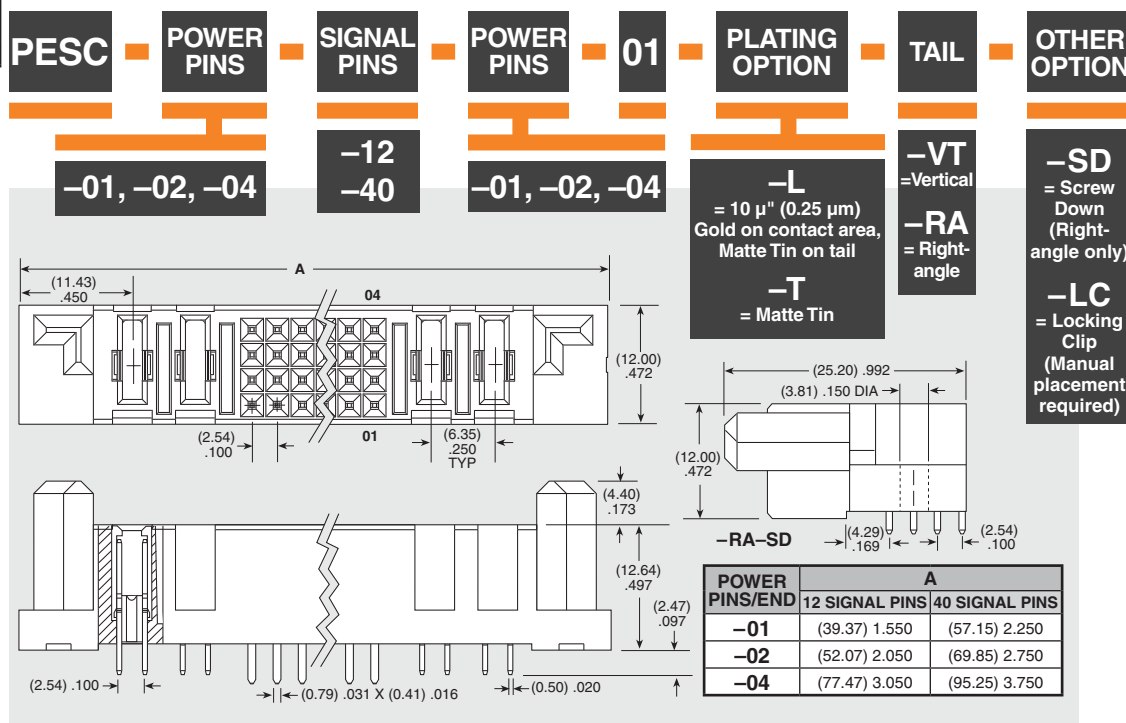 PESC – POWER PINS – SIGNAL PINS – POWER PINS – 01 – PLATING OPTION – TAIL – OTHER OPTION
–01, –02, –04
–12
–40
–01, –02, –04
–L
= 10 µ" (0.25 µm)
Gold on contact area,
Matte Tin on tail
–T
= Matte Tin
–VT
=Vertical
–RA
= Right-
angle
–SD
= Screw
Down
(Right-
angle only)
–LC
= Locking
Clip
(Manual
placement
required)
A
(11.43)
.450
04
(12.00)
.472
(2.54)
.100
01
(6.35)
.250
TYP
(4.40)
.173
(12.64)
.497
(2.47)
.097
(2.54) .100
(0.79) .031 X (0.41) .016
(0.50) .020
(25.20) .992
(3.81) .150 DIA
(12.00)
.472
–RA–SD
(4.29)
.169
(2.54)
.100
POWER PINS/END A
12 SIGNAL PINS 40 SIGNAL PINS
–01 (39.37) 1.550 (57.15) 2.250
–02 (52.07) 2.050 (69.85) 2.750
–04 (77.47) 3.050 (95.25) 3.750